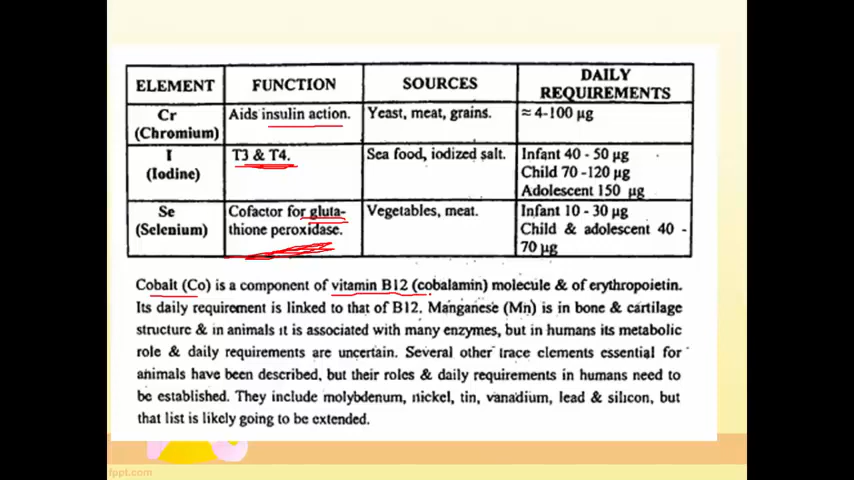 ELEMENT FUNCTION SOURCES DAILY REQUIREMENTS
Cr (Chromium) Aids insulin action. Yeast, meat, grains. ≈ 4-100 µg
I (Iodine) T3 & T4. Sea food, iodized salt. Infant 40 - 50 µg
Child 70 -120 µg
Adolescent 150 µg
Se (Selenium) Cofactor for gluta-
thione peroxidase. Vegetables, meat. Infant 10 - 30 µg
Child & adolescent 40 -
70 µg
Cobalt (Co) is a component of vitamin B12 (cobalamin) molecule & of erythropoietin.
Its daily requirement is linked to that of B12. Manganese (Mn) is in bone & cartilage
structure & in animals it is associated with many enzymes, but in humans its metabolic
role & daily requirements are uncertain. Several other trace elements essential for
animals have been described, but their roles & daily requirements in humans need to
be established. They include molybdenum, nickel, tin, vanadium, lead & silicon, but
that list is likely going to be extended.
fppt.com